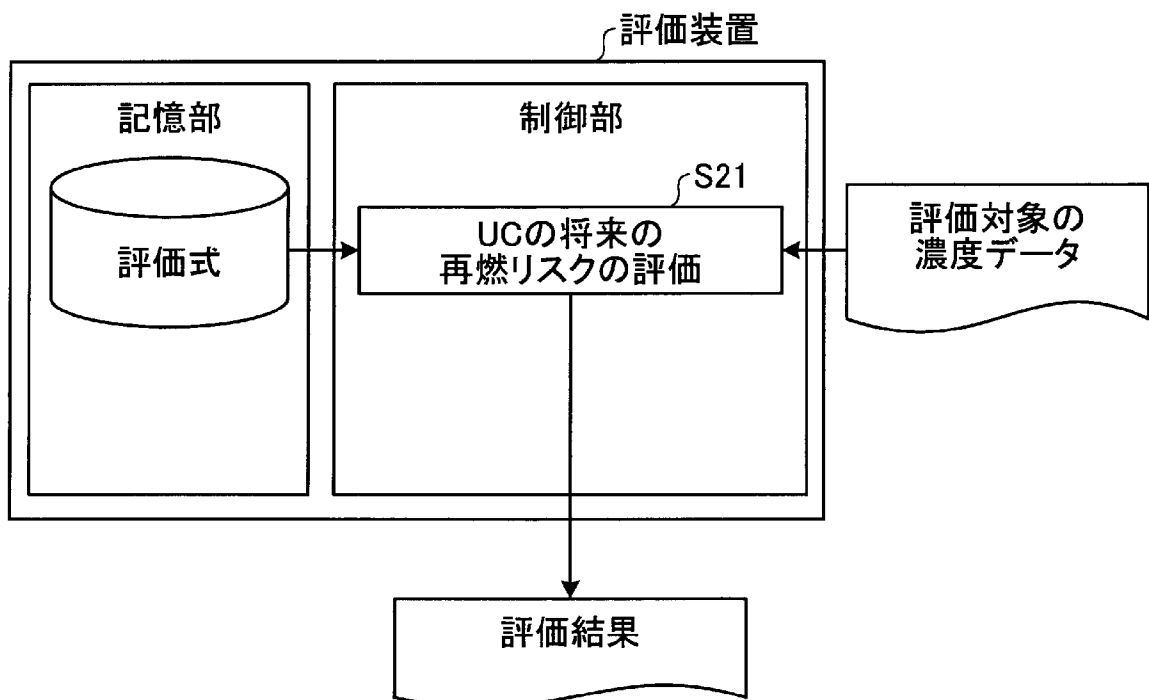 評価装置
記憶部
制御部
S21
評価式
UCの将来の
再燃リスクの評価
評価対象の
濃度データ
評価結果